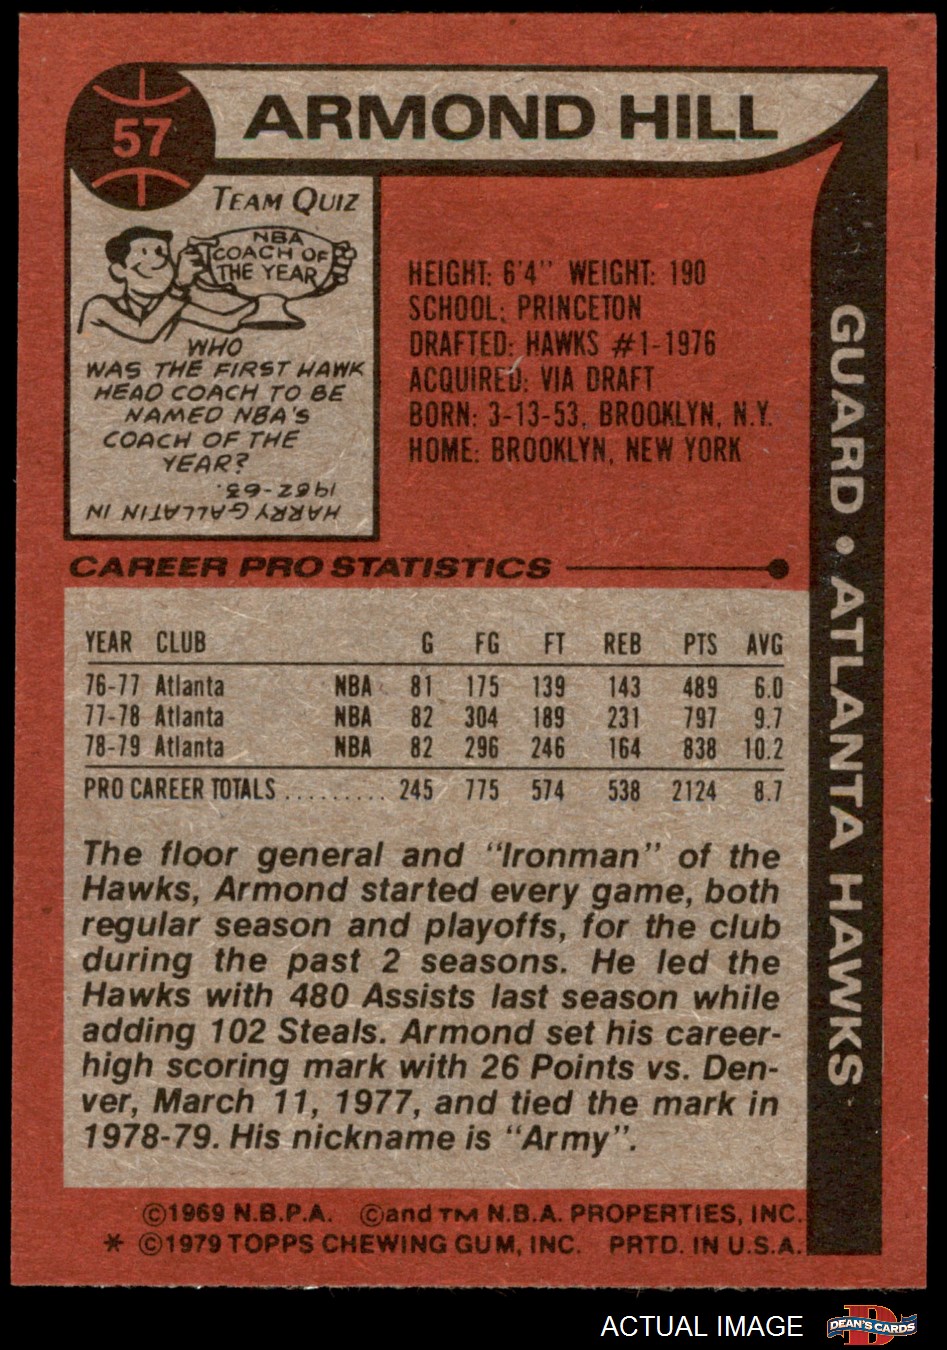 57
ARMOND HILL
TEAM QUIZ
NBA
COACH OF
THE YEAR
WHO
WAS THE FIRST HAWK
HEAD COACH TO BE
NAMED NBA'S
COACH OF THE
YEAR?
HARRY GALLATIN IN
1962-63.
HEIGHT: 6'4" WEIGHT: 190
SCHOOL: PRINCETON
DRAFTED: HAWKS #1-1976
ACQUIRED: VIA DRAFT
BORN: 3-13-53, BROOKLYN, N.Y.
HOME: BROOKLYN, NEW YORK
GUARD • ATLANTA HAWKS
CAREER PRO STATISTICS
YEAR CLUB G FG FT REB PTS AVG
76-77 Atlanta NBA 81 175 139 143 489 6.0
77-78 Atlanta NBA 82 304 189 231 797 9.7
78-79 Atlanta NBA 82 296 246 164 838 10.2
PRO CAREER TOTALS .......... 245 775 574 538 2124 8.7
The floor general and "Ironman" of the
Hawks, Armond started every game, both
regular season and playoffs, for the club
during the past 2 seasons. He led the
Hawks with 480 Assists last season while
adding 102 Steals. Armond set his career-
high scoring mark with 26 Points vs. Den-
ver, March 11, 1977, and tied the mark in
1978-79. His nickname is "Army".
©1969 N.B.P.A. ©and TM N.B.A. PROPERTIES, INC.
* ©1979 TOPPS CHEWING GUM, INC. PRTD. IN U.S.A.
ACTUAL IMAGE
D
DEAN'S CARDS